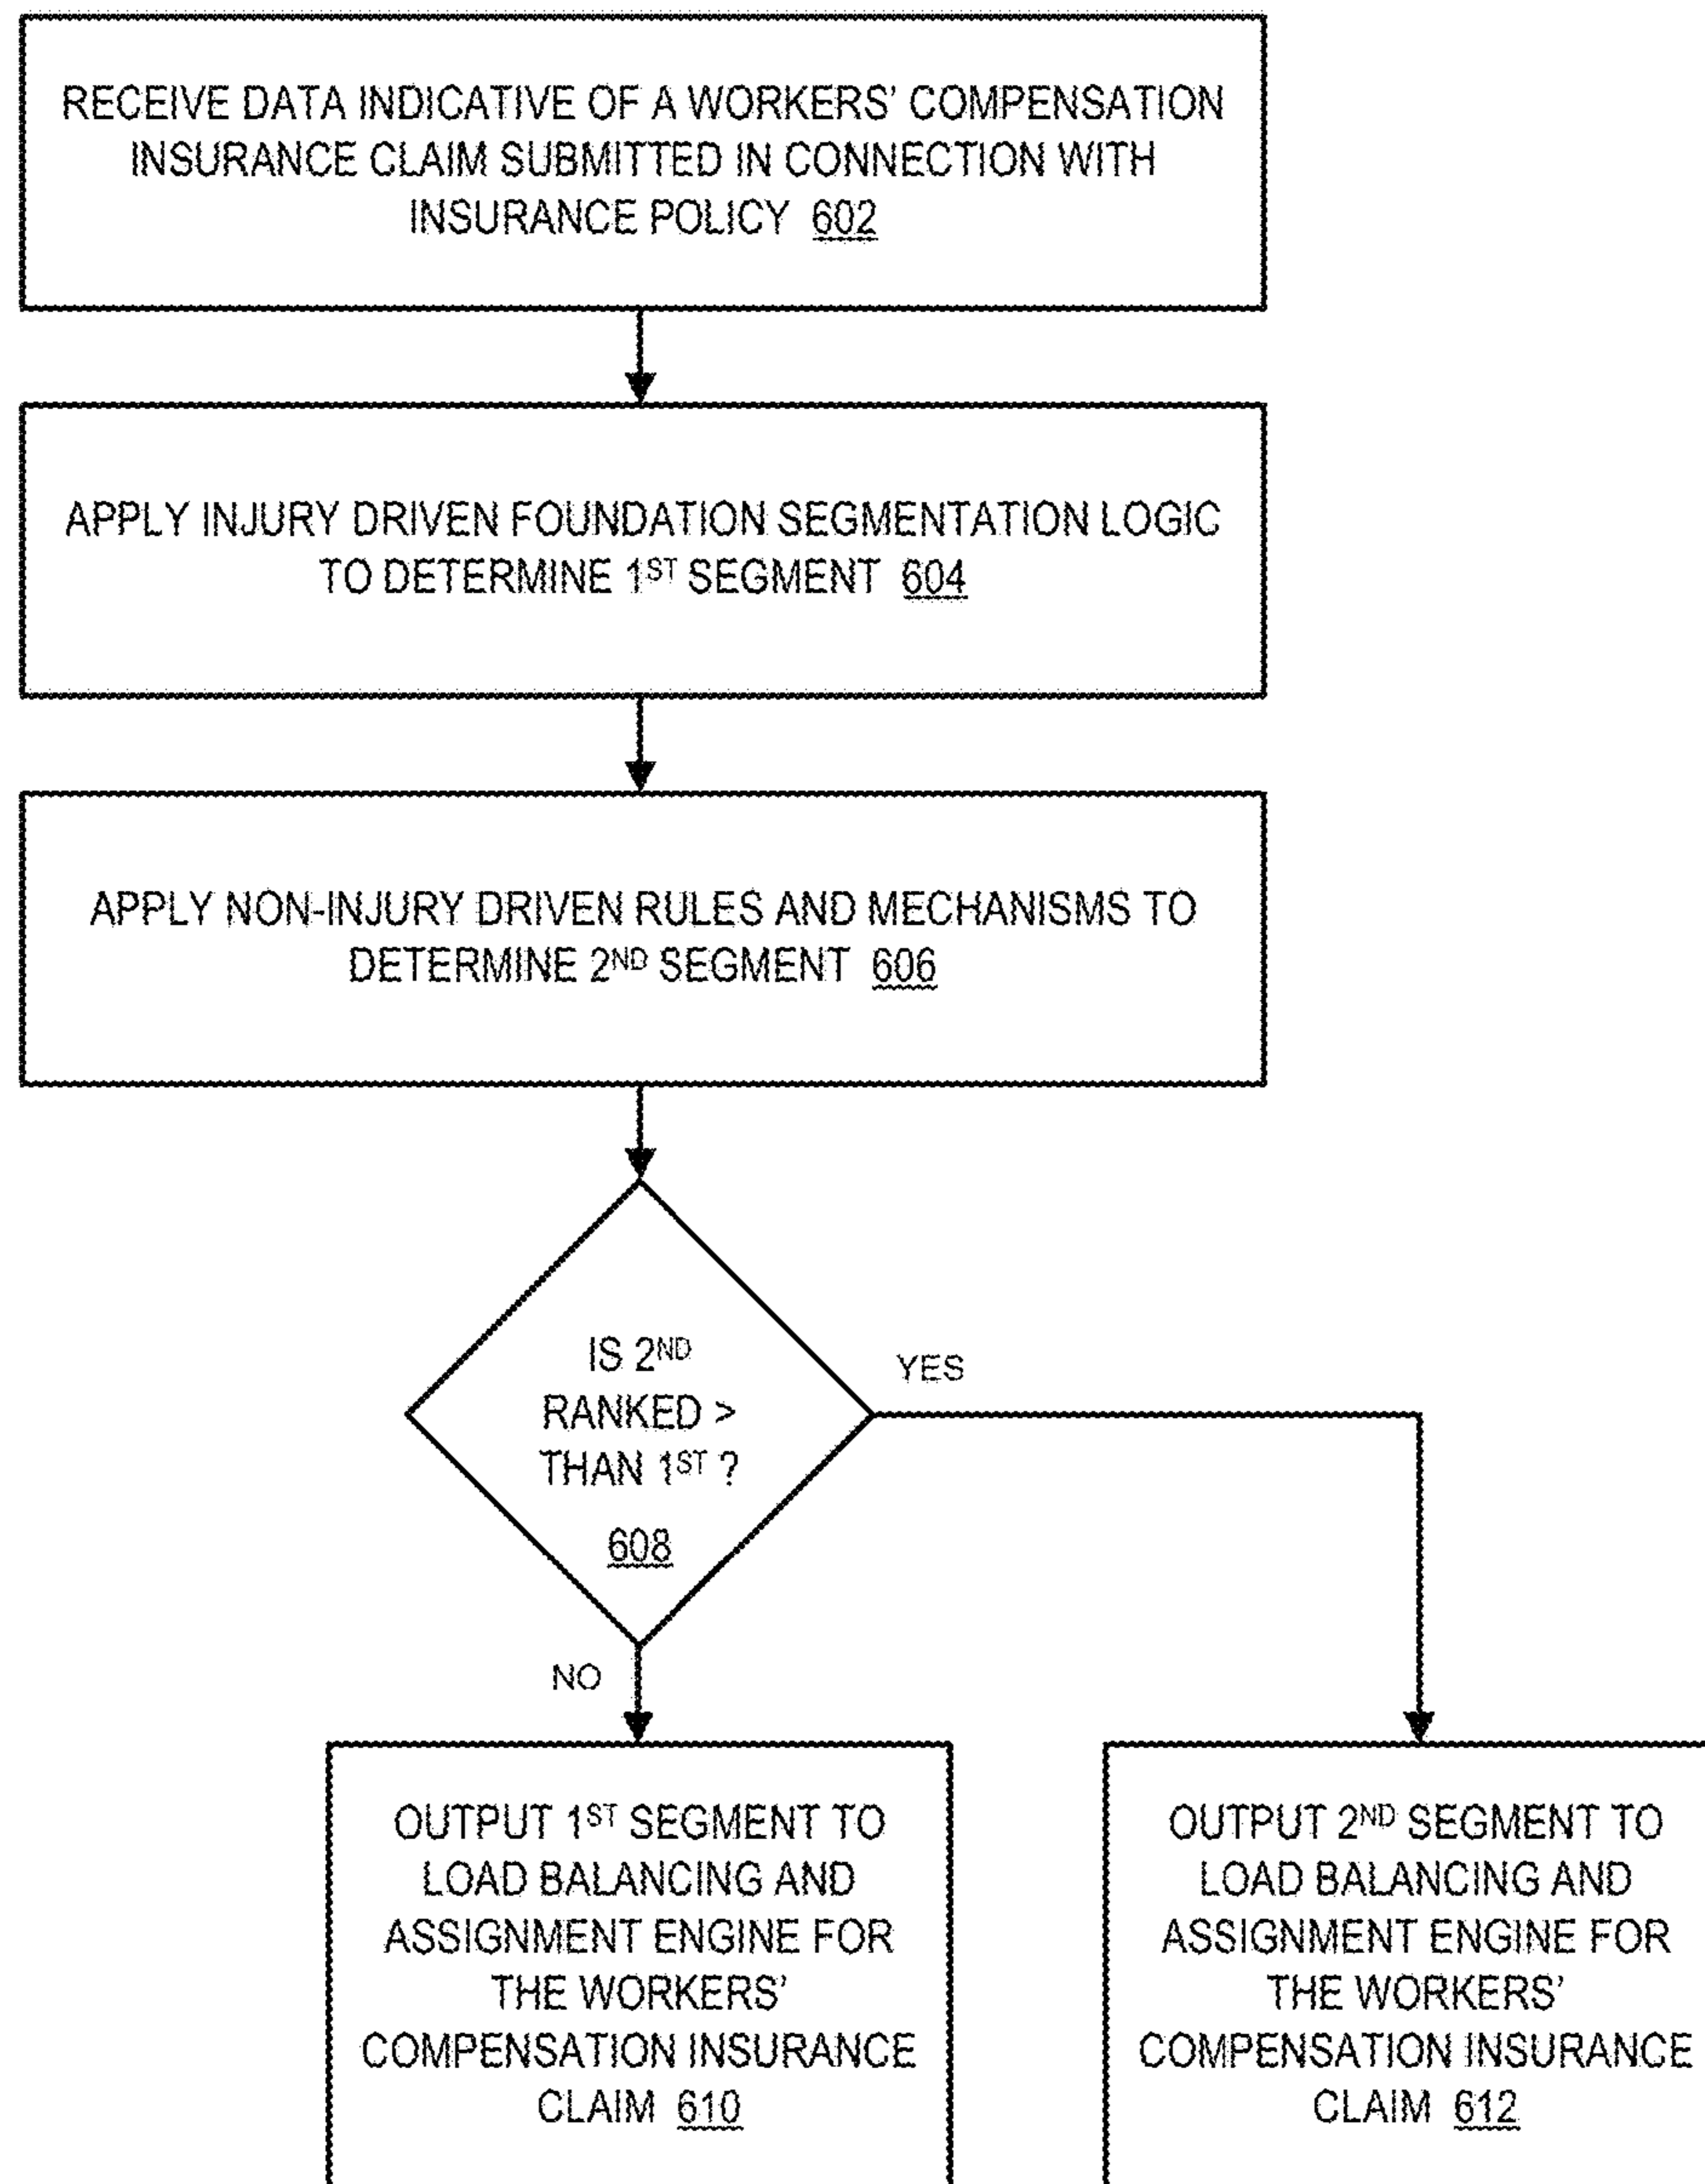 RECEIVE DATA INDICATIVE OF A WORKERS' COMPENSATION
INSURANCE CLAIM SUBMITTED IN CONNECTION WITH
INSURANCE POLICY 602
APPLY INJURY DRIVEN FOUNDATION SEGMENTATION LOGIC
TO DETERMINE 1ST SEGMENT 604
APPLY NON-INJURY DRIVEN RULES AND MECHANISMS TO
DETERMINE 2ND SEGMENT 606
IS 2ND
RANKED >
THAN 1ST ?
608
YES
NO
OUTPUT 1ST SEGMENT TO
LOAD BALANCING AND
ASSIGNMENT ENGINE FOR
THE WORKERS'
COMPENSATION INSURANCE
CLAIM 610
OUTPUT 2ND SEGMENT TO
LOAD BALANCING AND
ASSIGNMENT ENGINE FOR
THE WORKERS'
COMPENSATION INSURANCE
CLAIM 612